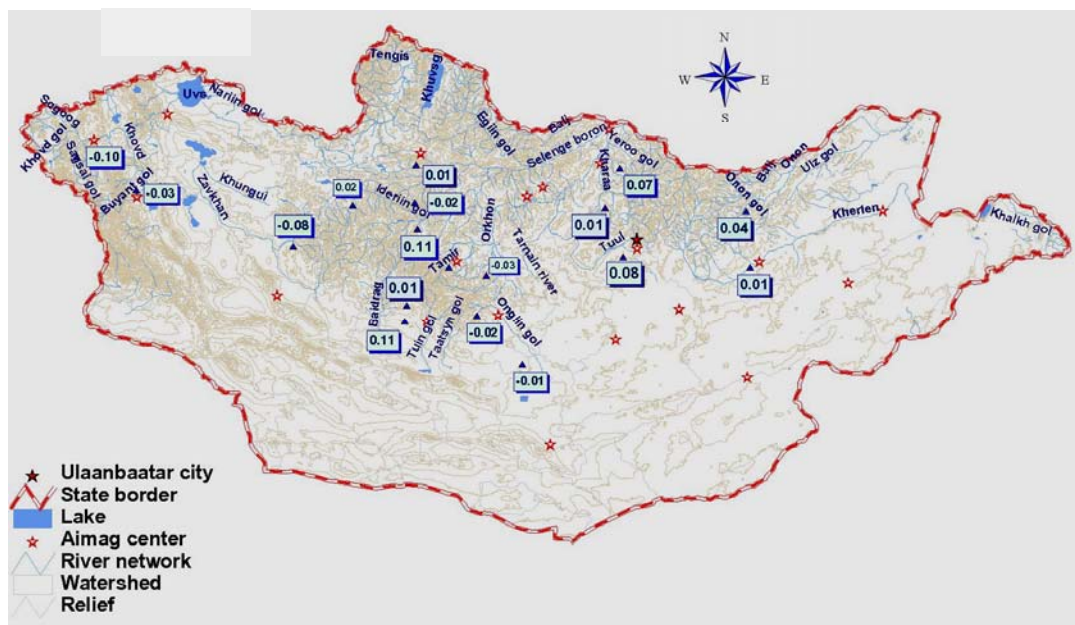 N
W
E
S
Tengis
Khuvsg
Uvs
Nariin gol
Sogoog
Khovd gol
Sagsai gol
Khovd
Buyant gol
Zavkhan
Khungui
Ideriin gol
Egiin gol
Selenge boron
Yeroo gol
Kharaa
Onon gol
Balj
Onon
Ulz gol
Kherlen
Khalkh gol
Orkhon
Tuul
Tamir
Tarnain river
Baidrag
Tuin gol
Taatsyn gol
Ongiin gol
-0.10
-0.03
-0.08
0.02
0.01
-0.02
0.11
0.01
0.07
0.04
0.01
0.08
-0.03
0.01
0.11
-0.02
-0.01
Ulaanbaatar city
State border
Lake
Aimag center
River network
Watershed
Relief